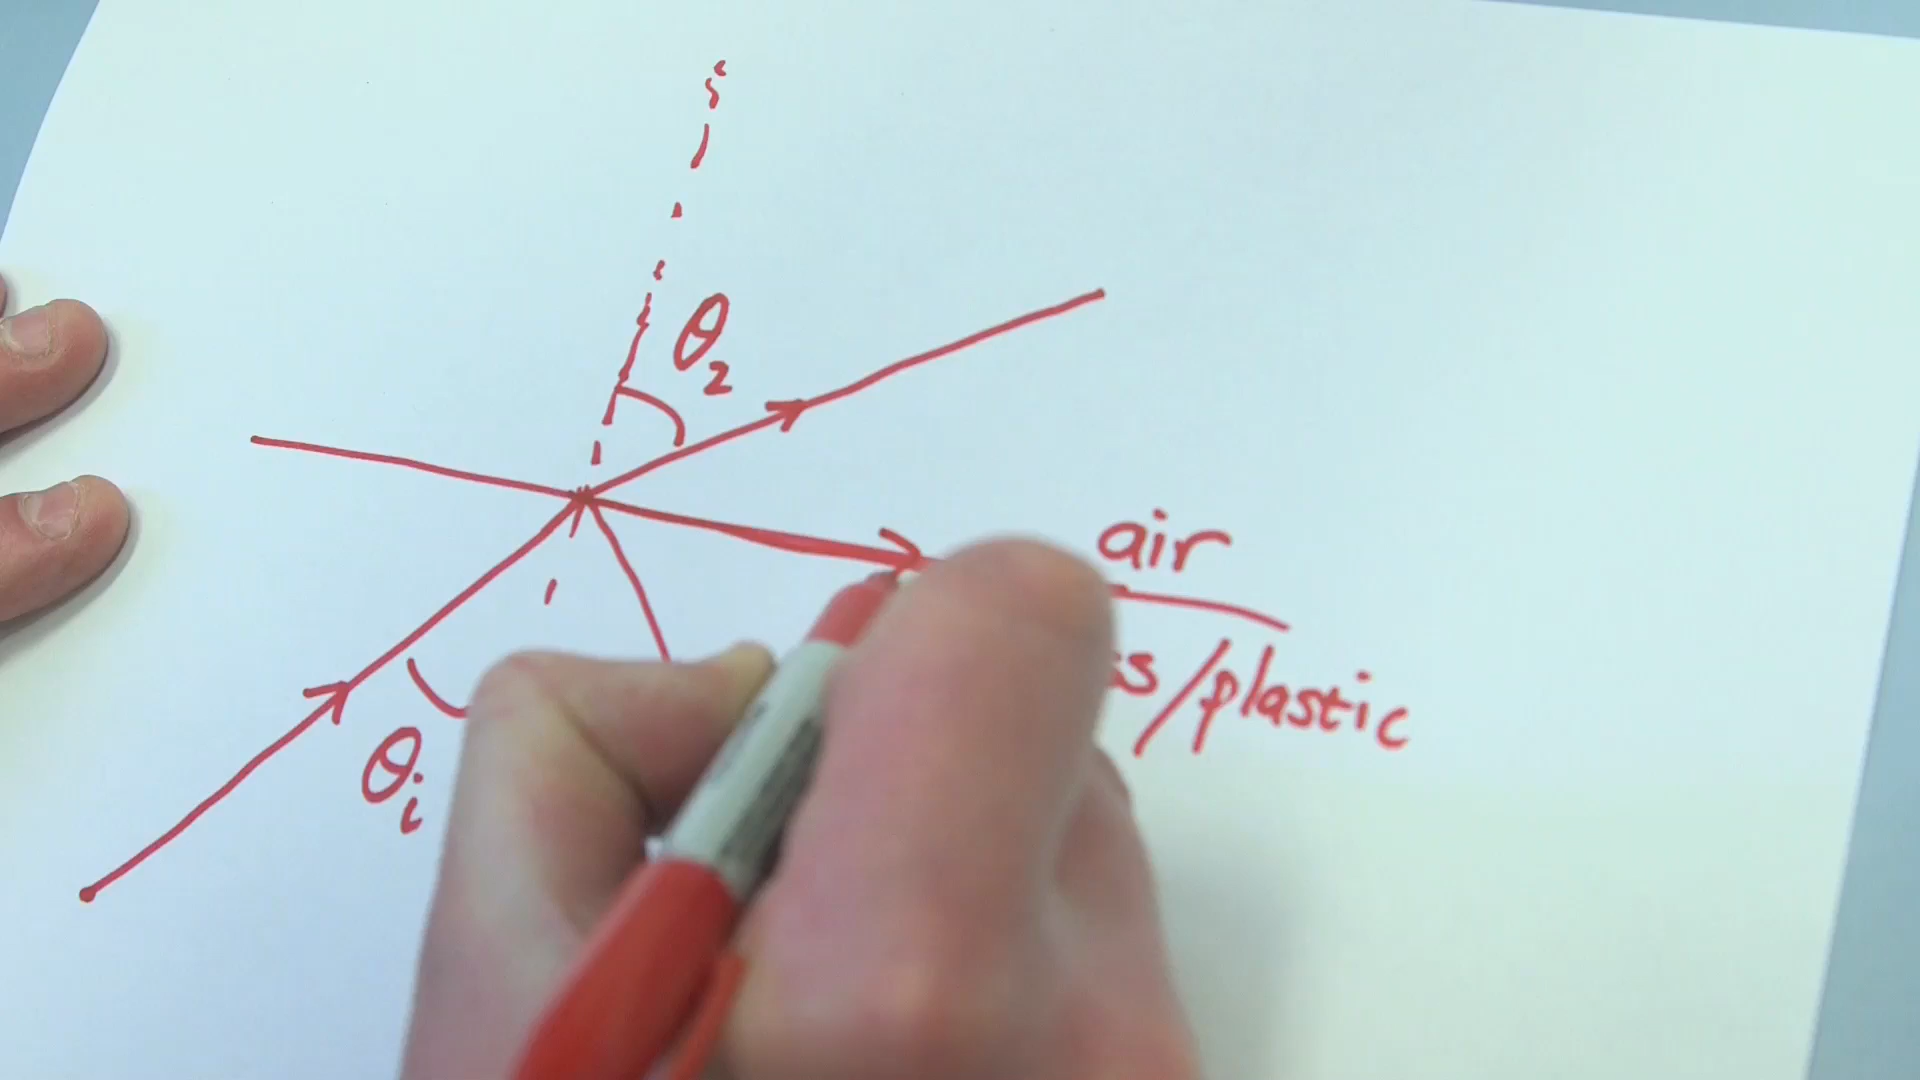 θ₂
air
/plastic
θᵢ